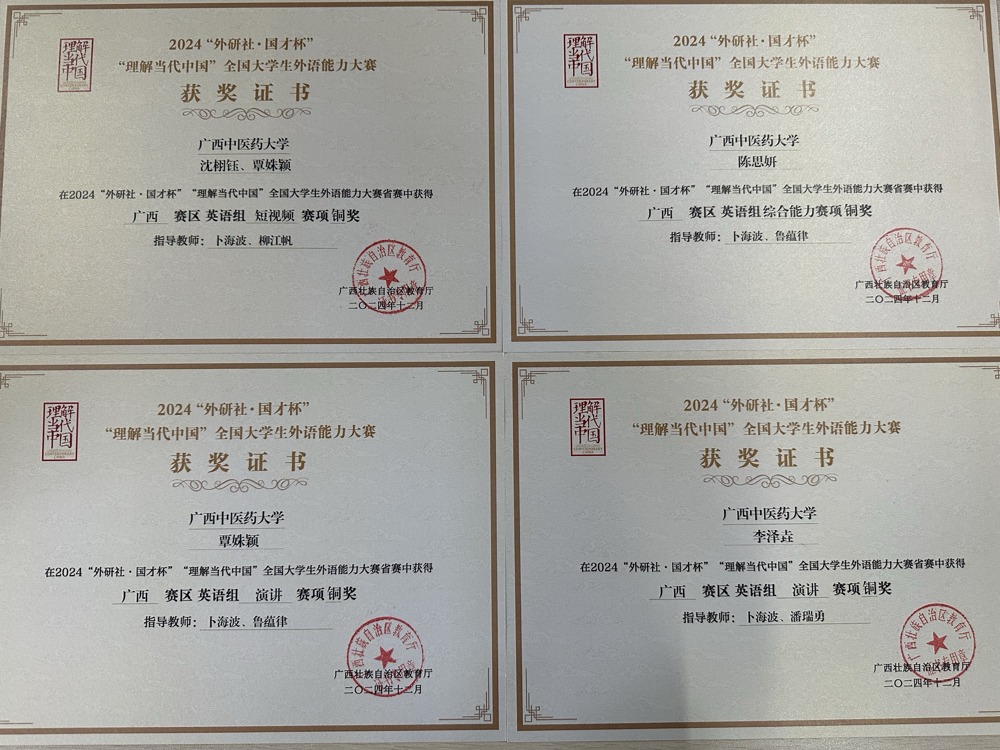 理解
当代
中国
2024“外研社·国才杯”
“理解当代中国”全国大学生外语能力大赛
获奖证书
广西中医药大学
沈栩钰、覃姝颖
在2024“外研社·国才杯”“理解当代中国”全国大学生外语能力大赛省赛中获得
广西 赛区 英语组 短视频 赛项 铜奖
指导教师：卜海波、柳江帆
广西壮族自治区教育厅
二〇二四年十二月
理解
当代
中国
2024“外研社·国才杯”
“理解当代中国”全国大学生外语能力大赛
获奖证书
广西中医药大学
陈思妍
在2024“外研社·国才杯”“理解当代中国”全国大学生外语能力大赛省赛中获得
广西 赛区 英语组 综合能力 赛项 铜奖
指导教师：卜海波、鲁蕴律
广西壮族自治区教育厅
二〇二四年十二月
理解
当代
中国
2024“外研社·国才杯”
“理解当代中国”全国大学生外语能力大赛
获奖证书
广西中医药大学
覃姝颖
在2024“外研社·国才杯”“理解当代中国”全国大学生外语能力大赛省赛中获得
广西 赛区 英语组 演讲 赛项 铜奖
指导教师：卜海波、鲁蕴律
广西壮族自治区教育厅
二〇二四年十二月
理解
当代
中国
2024“外研社·国才杯”
“理解当代中国”全国大学生外语能力大赛
获奖证书
广西中医药大学
李泽垚
在2024“外研社·国才杯”“理解当代中国”全国大学生外语能力大赛省赛中获得
广西 赛区 英语组 演讲 赛项 铜奖
指导教师：卜海波、潘瑞勇
广西壮族自治区教育厅
二〇二四年十二月